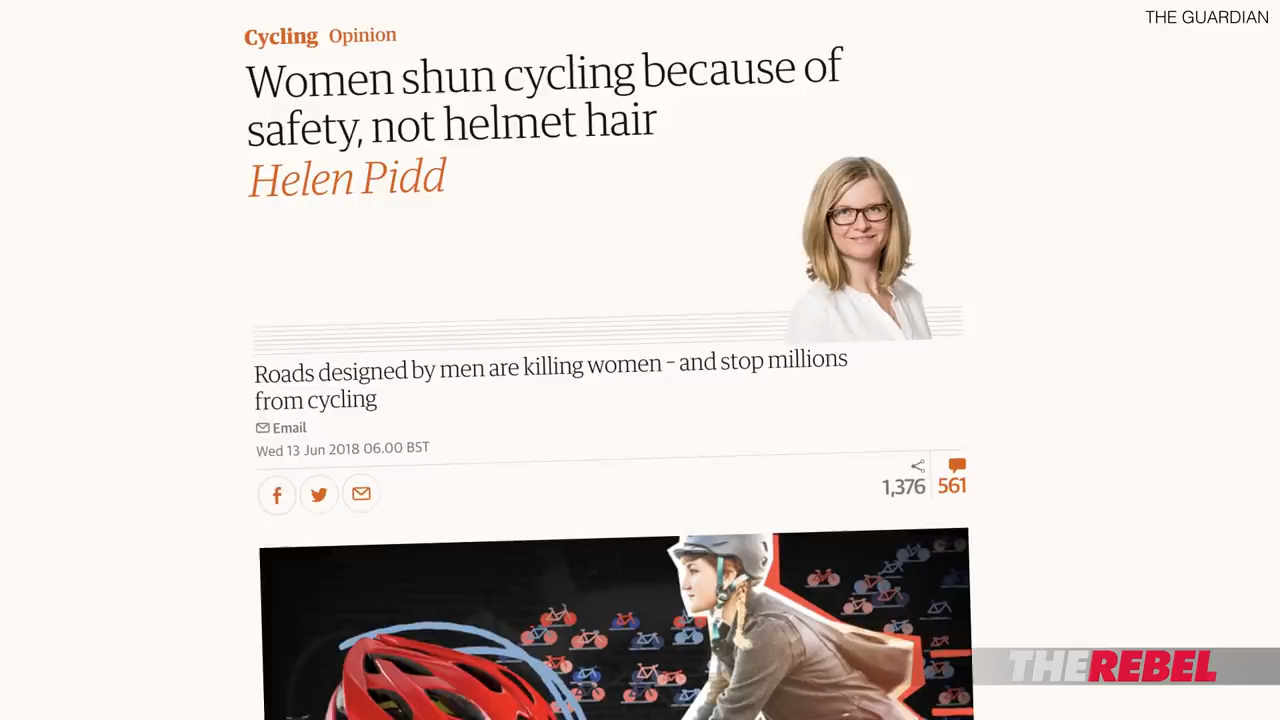 THE GUARDIAN
Cycling Opinion
Women shun cycling because of
safety, not helmet hair
Helen Pidd
Roads designed by men are killing women – and stop millions
from cycling
Email
Wed 13 Jun 2018 06.00 BST
1,376 561
THEREBEL